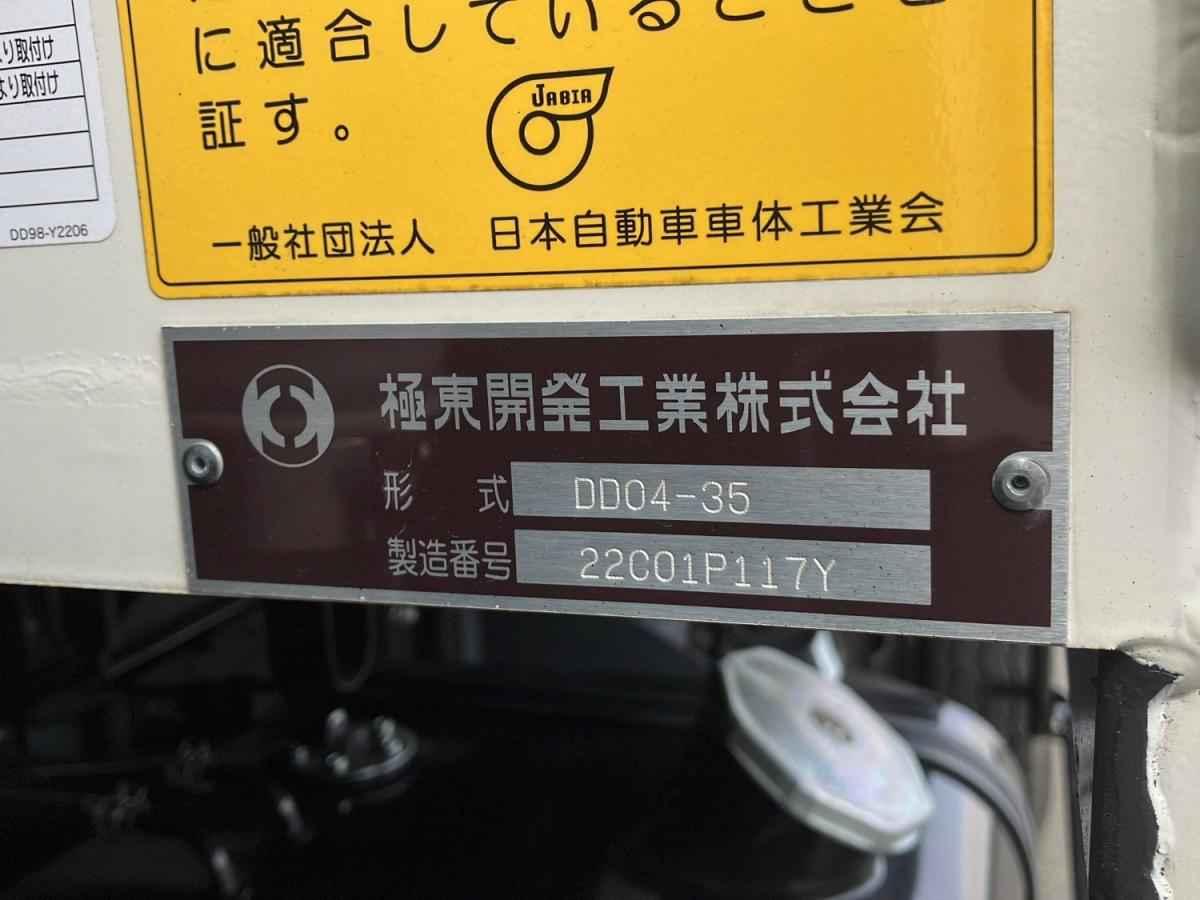 り取付け
より取付け
DD98-Y2206
に適合していることを
証す。
JABIA
一般社団法人 日本自動車車体工業会
極東開発工業株式会社
形式 DD04-35
製造番号 22C01P117Y